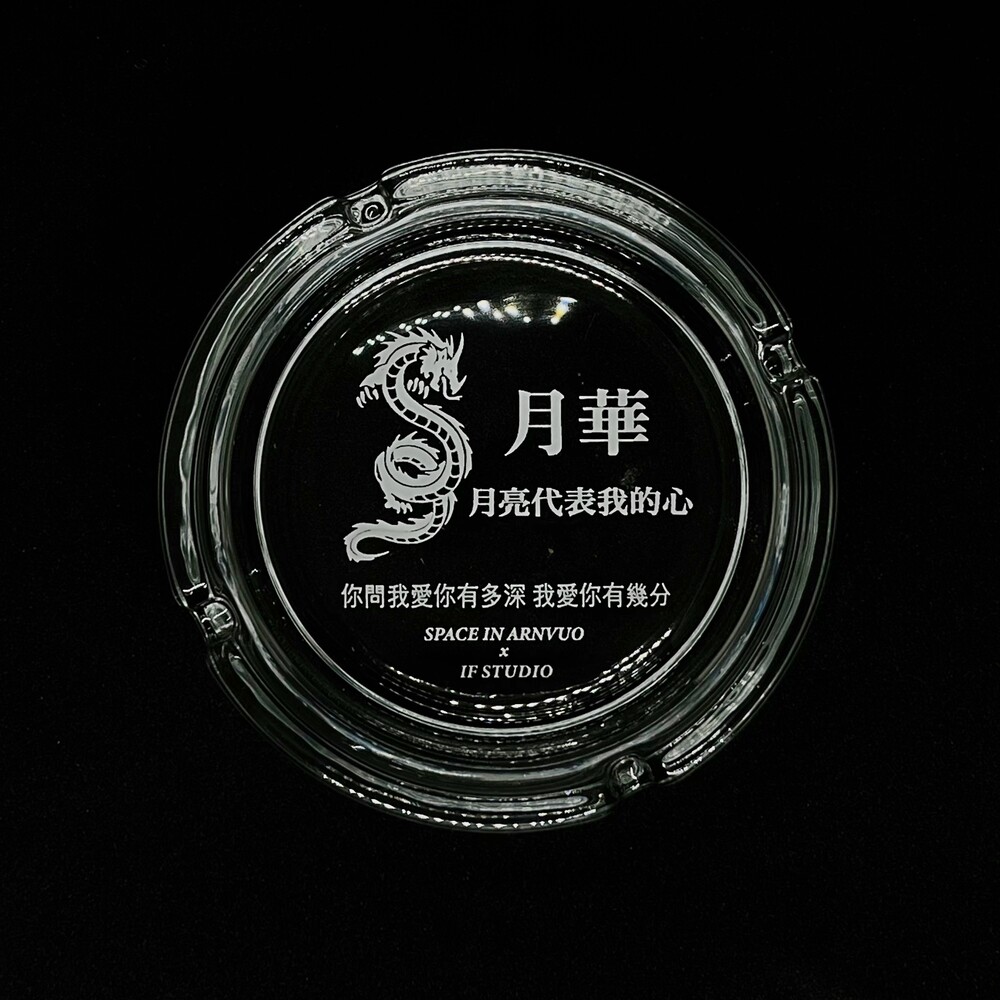 月華
月亮代表我的心
你問我愛你有多深 我愛你有幾分
SPACE IN ARNVUO
x
IF STUDIO